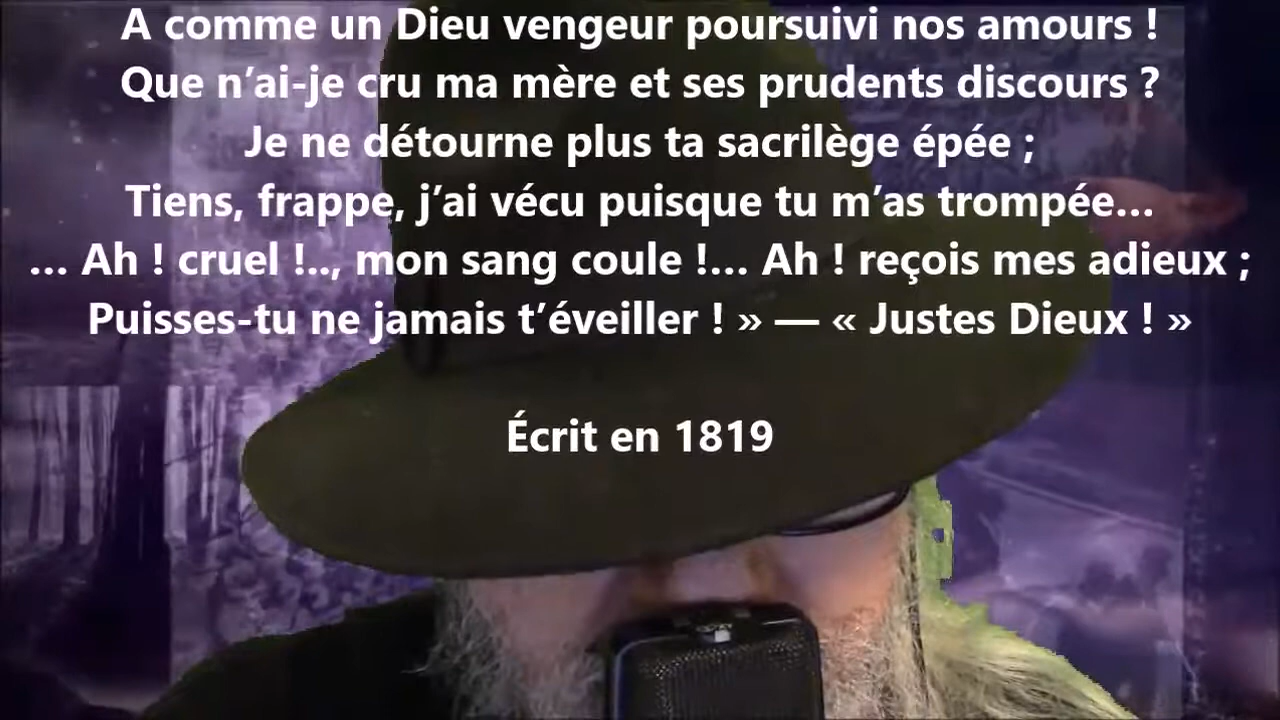 A comme un Dieu vengeur poursuivi nos amours !
Que n’ai-je cru ma mère et ses prudents discours ?
Je ne détourne plus ta sacrilège épée ;
Tiens, frappe, j’ai vécu puisque tu m’as trompée…
… Ah ! cruel !.., mon sang coule !… Ah ! reçois mes adieux ;
Puisses-tu ne jamais t’éveiller ! » — « Justes Dieux ! »
Écrit en 1819